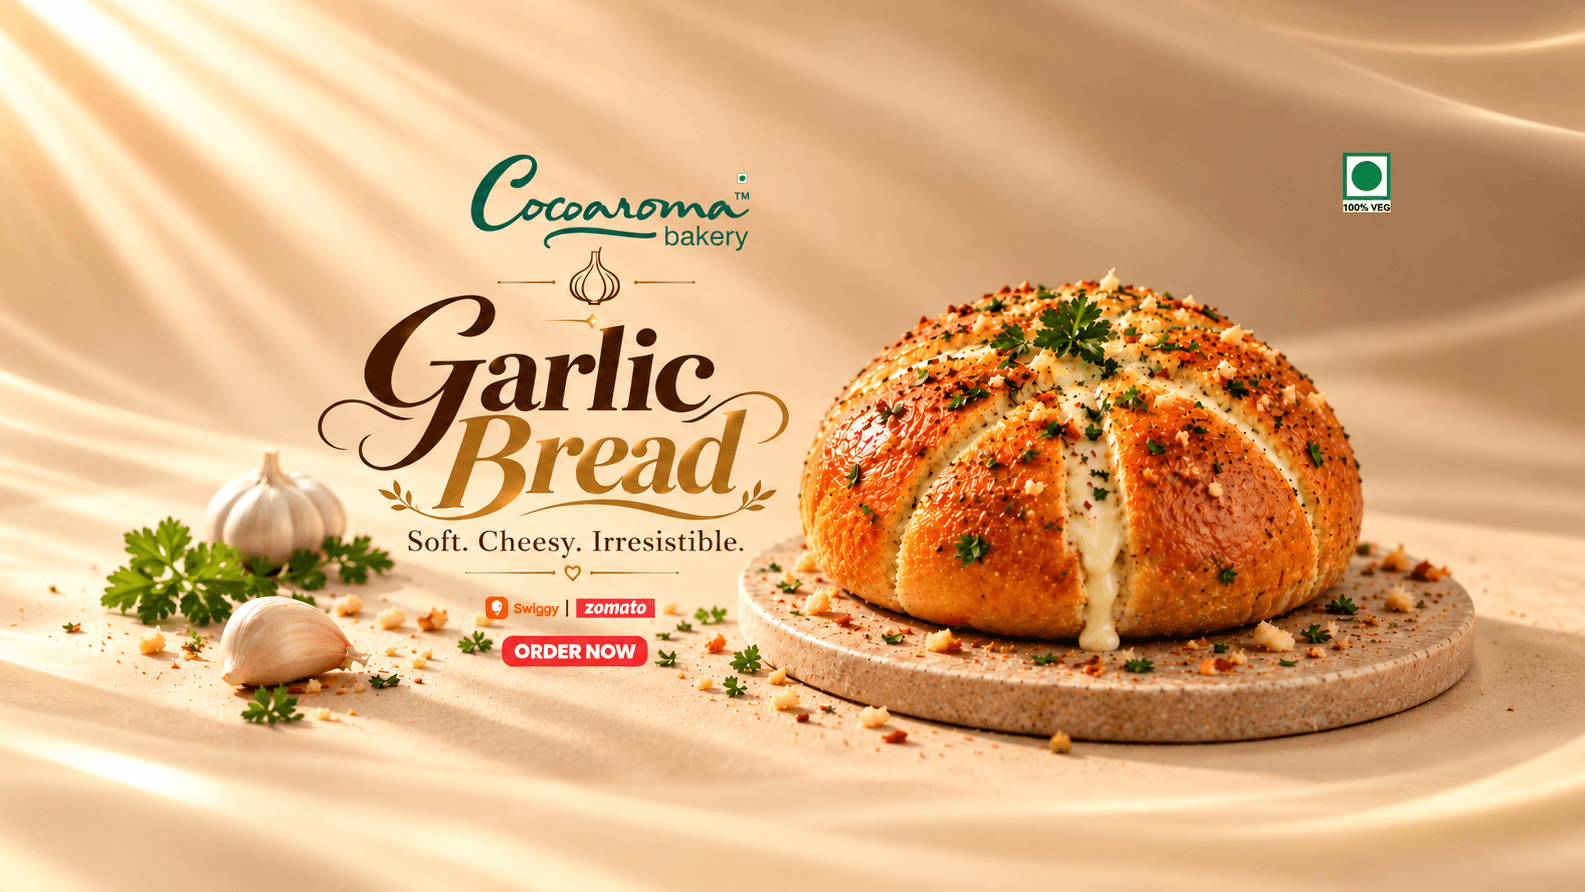 Cocoaroma™
bakery
100% VEG
Garlic
Bread
Soft. Cheesy. Irresistible.
Swiggy | zomato
ORDER NOW